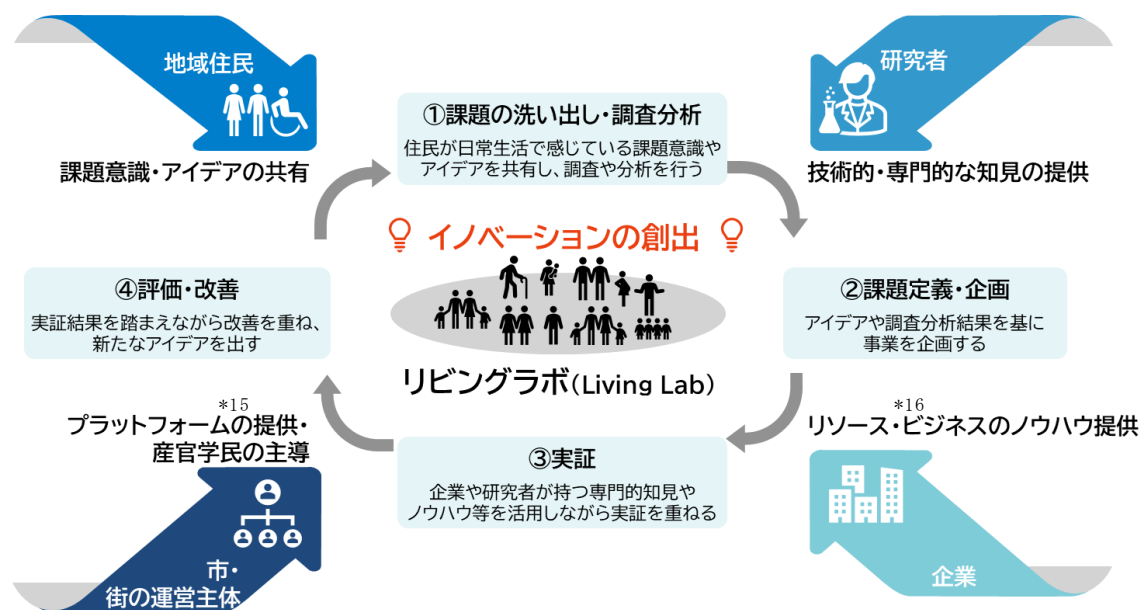 地域住民
課題意識・アイデアの共有
研究者
技術的・専門的な知見の提供
①課題の洗い出し・調査分析
住民が日常生活で感じている課題意識や
アイデアを共有し、調査や分析を行う
イノベーションの創出
リビングラボ(Living Lab)
②課題定義・企画
アイデアや調査分析結果を基に
事業を企画する
③実証
企業や研究者が持つ専門的知見や
ノウハウ等を活用しながら実証を重ねる
④評価・改善
実証結果を踏まえながら改善を重ね、
新たなアイデアを出す
*15
プラットフォームの提供・
産官学民の主導
市・
街の運営主体
*16
リソース・ビジネスのノウハウ提供
企業